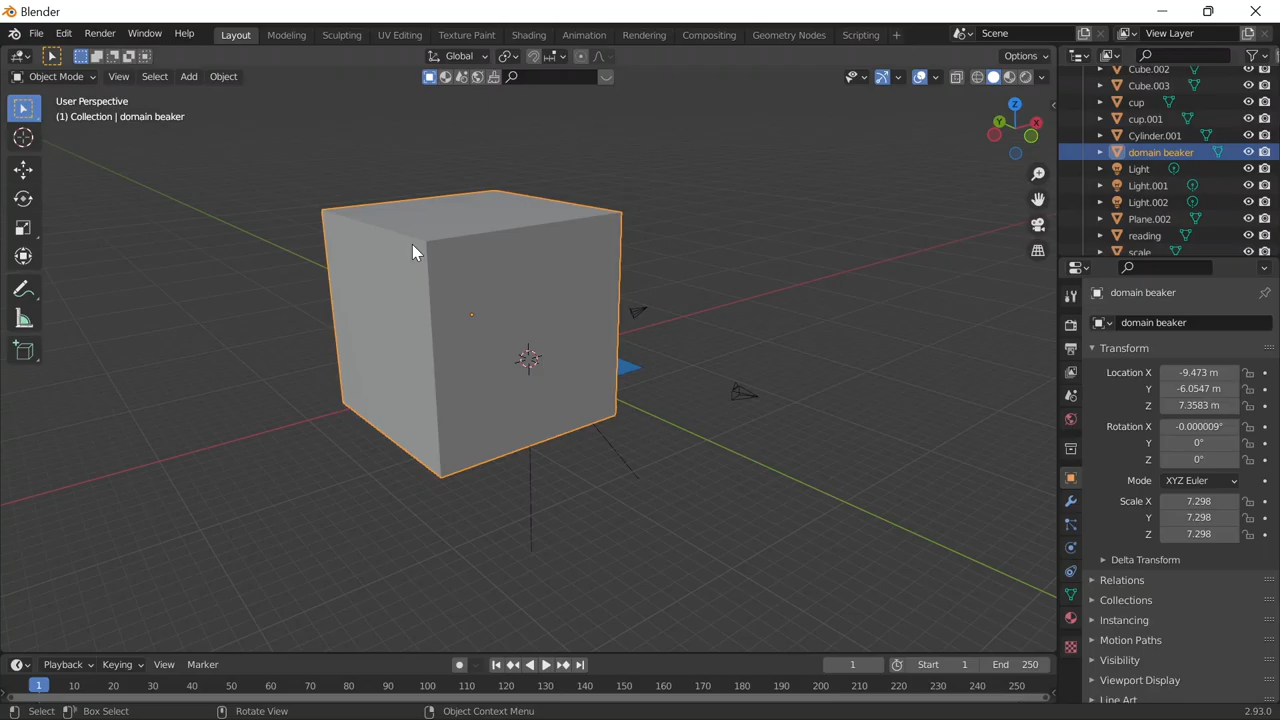 Blender
File Edit Render Window Help
Layout Modeling Sculpting UV Editing Texture Paint Shading Animation Rendering Compositing Geometry Nodes Scripting +
Scene
View Layer
Global
Options
Object Mode View Select Add Object
User Perspective
(1) Collection | domain beaker
Z
Y
X
Cube.002
Cube.003
cup
cup.001
Cylinder.001
domain beaker
Light
Light.001
Light.002
Plane.002
reading
scale
domain beaker
domain beaker
Transform
Location X -9.473 m
Y -6.0547 m
Z 7.3583 m
Rotation X -0.000009°
Y 0°
Z 0°
Mode XYZ Euler
Scale X 7.298
Y 7.298
Z 7.298
Delta Transform
Relations
Collections
Instancing
Motion Paths
Visibility
Viewport Display
Line Art
Playback Keying View Marker
1 Start 1 End 250
1 10 20 30 40 50 60 70 80 90 100 110 120 130 140 150 160 170 180 190 200 210 220 230 240 250
Select Box Select Rotate View Object Context Menu 2.93.0